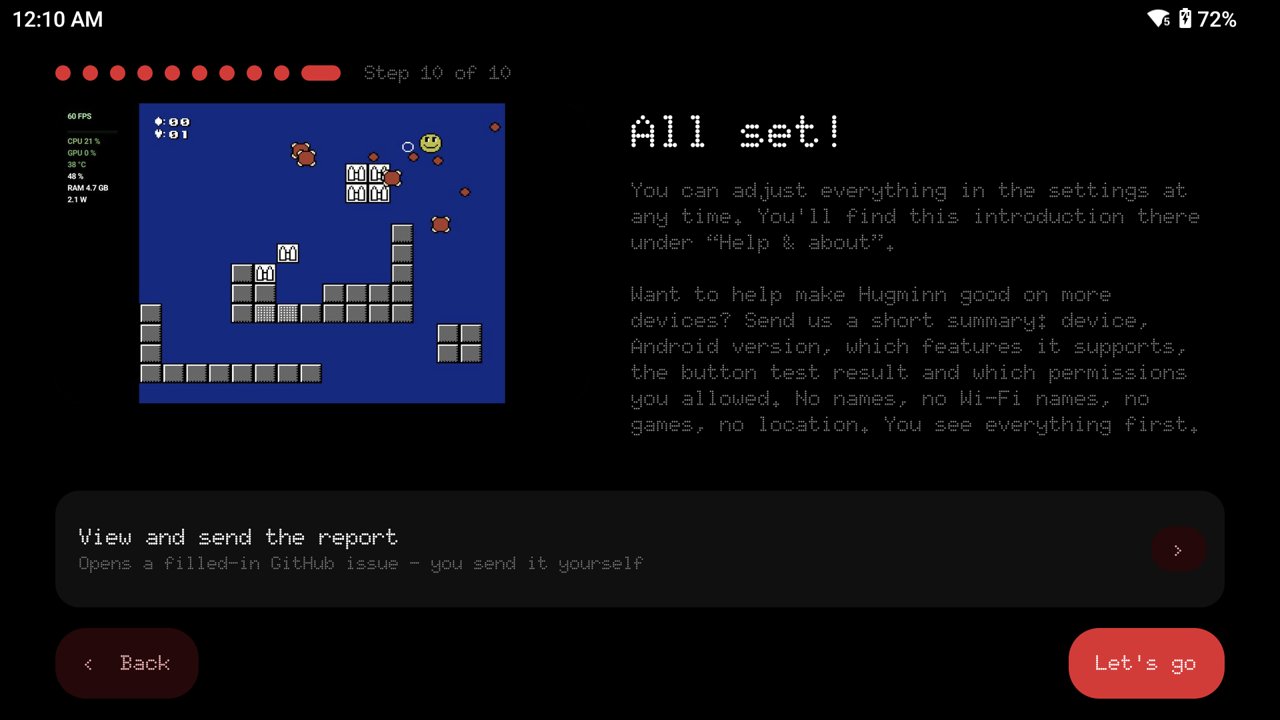 12:10 AM
5
72%
Step 10 of 10
60 FPS
CPU 21 %
GPU 0 %
38 °C
48 %
RAM 4.7 GB
2.1 W
:00
:01
All set!
You can adjust everything in the settings at
any time. You'll find this introduction there
under “Help & about”.
Want to help make Hugminn good on more
devices? Send us a short summary: device,
Android version, which features it supports,
the button test result and which permissions
you allowed. No names, no Wi-Fi names, no
games, no location. You see everything first.
View and send the report
Opens a filled-in GitHub issue – you send it yourself
›
‹ Back
Let's go